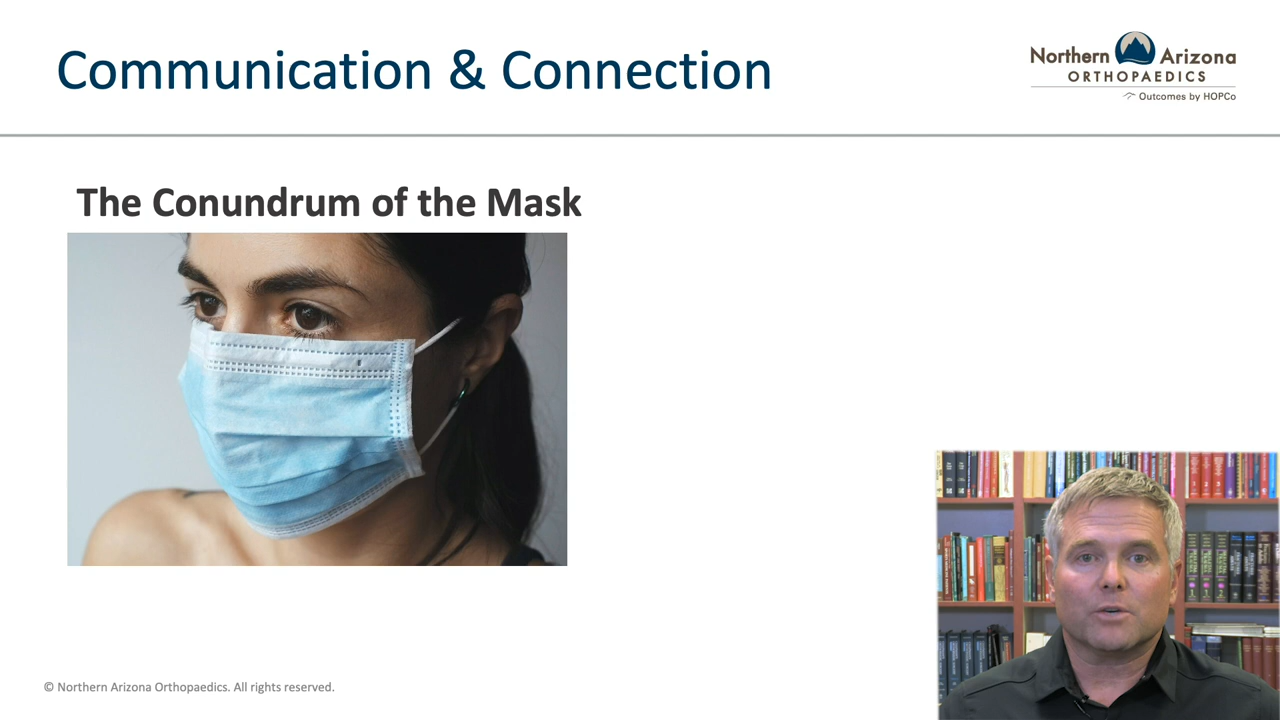 Communication & Connection
Northern Arizona
ORTHOPAEDICS
Outcomes by HOPCo
The Conundrum of the Mask
© Northern Arizona Orthopaedics. All rights reserved.